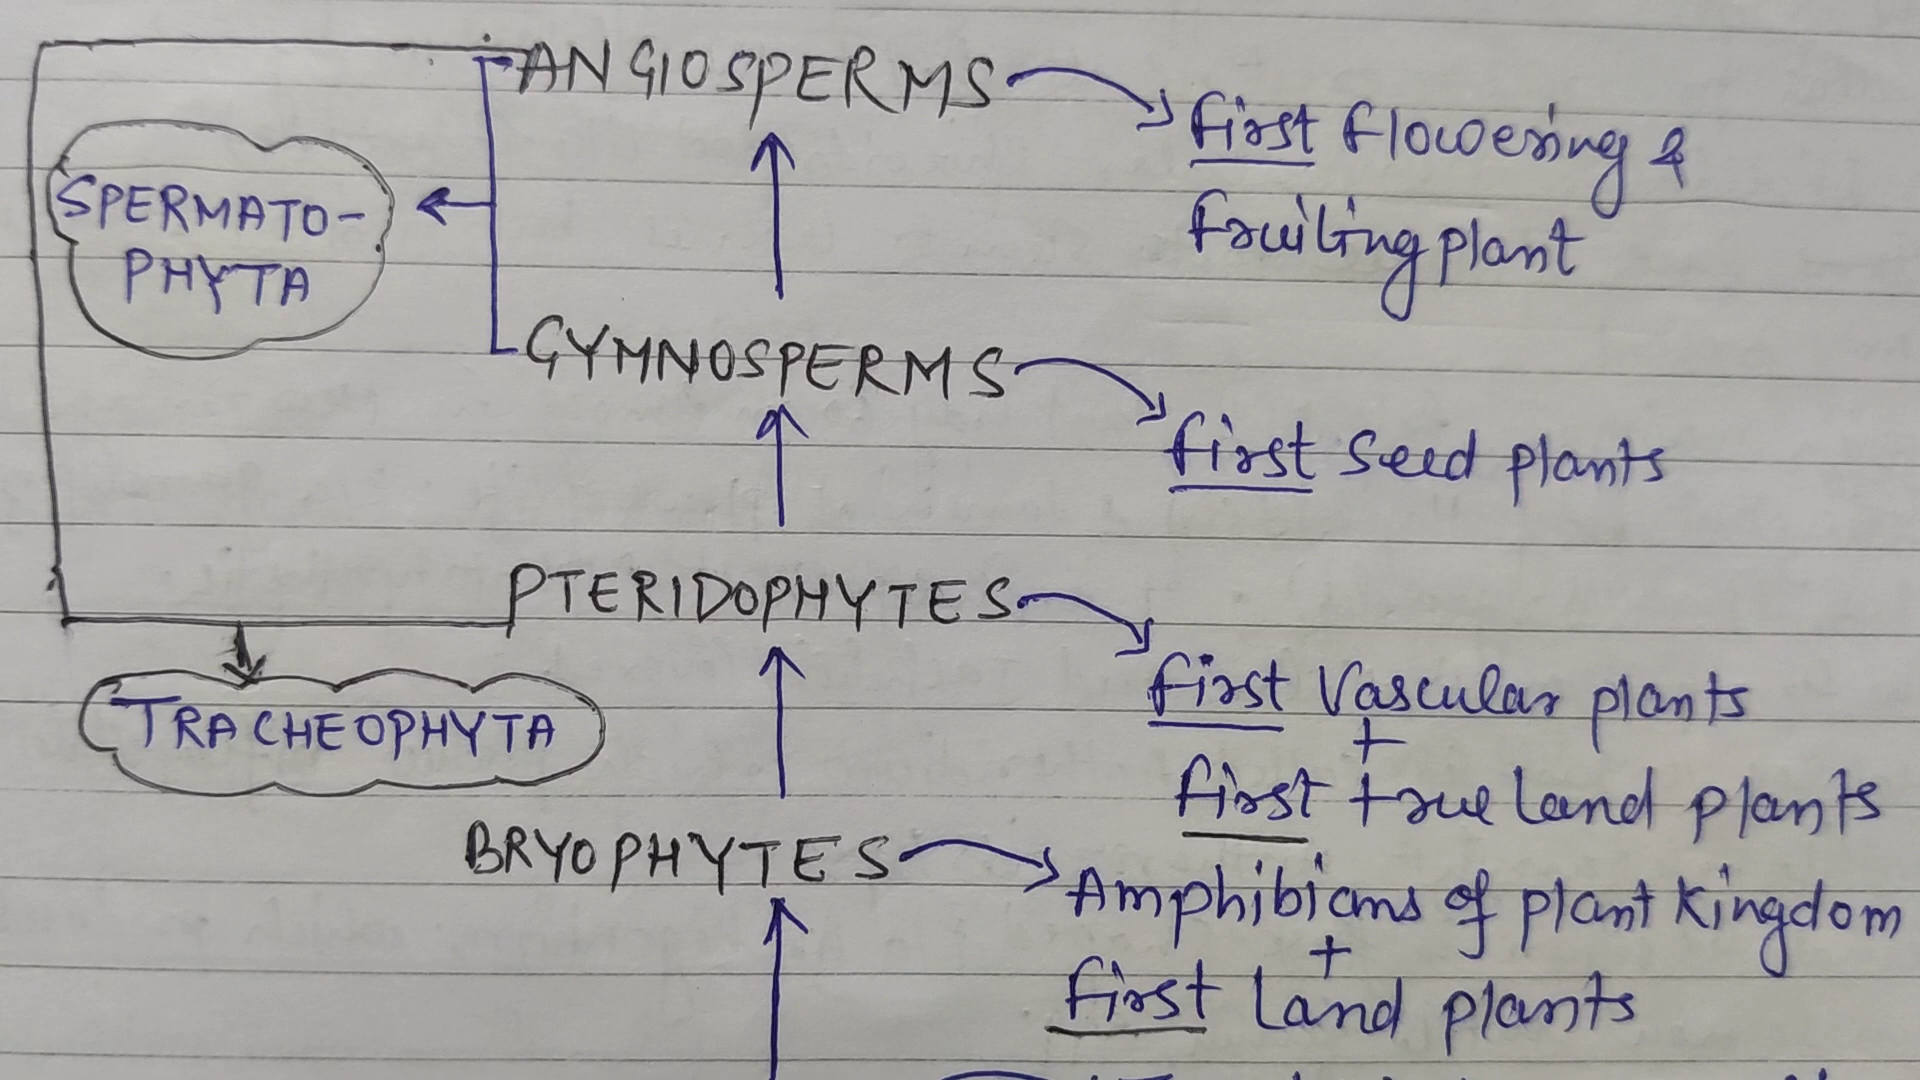 ANGIOSPERMS
first flowering &
fruiting plant
SPERMATO-
PHYTA
GYMNOSPERMS
first Seed plants
PTERIDOPHYTES
first Vascular plants
+
first true land plants
TRACHEOPHYTA
BRYOPHYTES
Amphibians of plant kingdom
+
first land plants